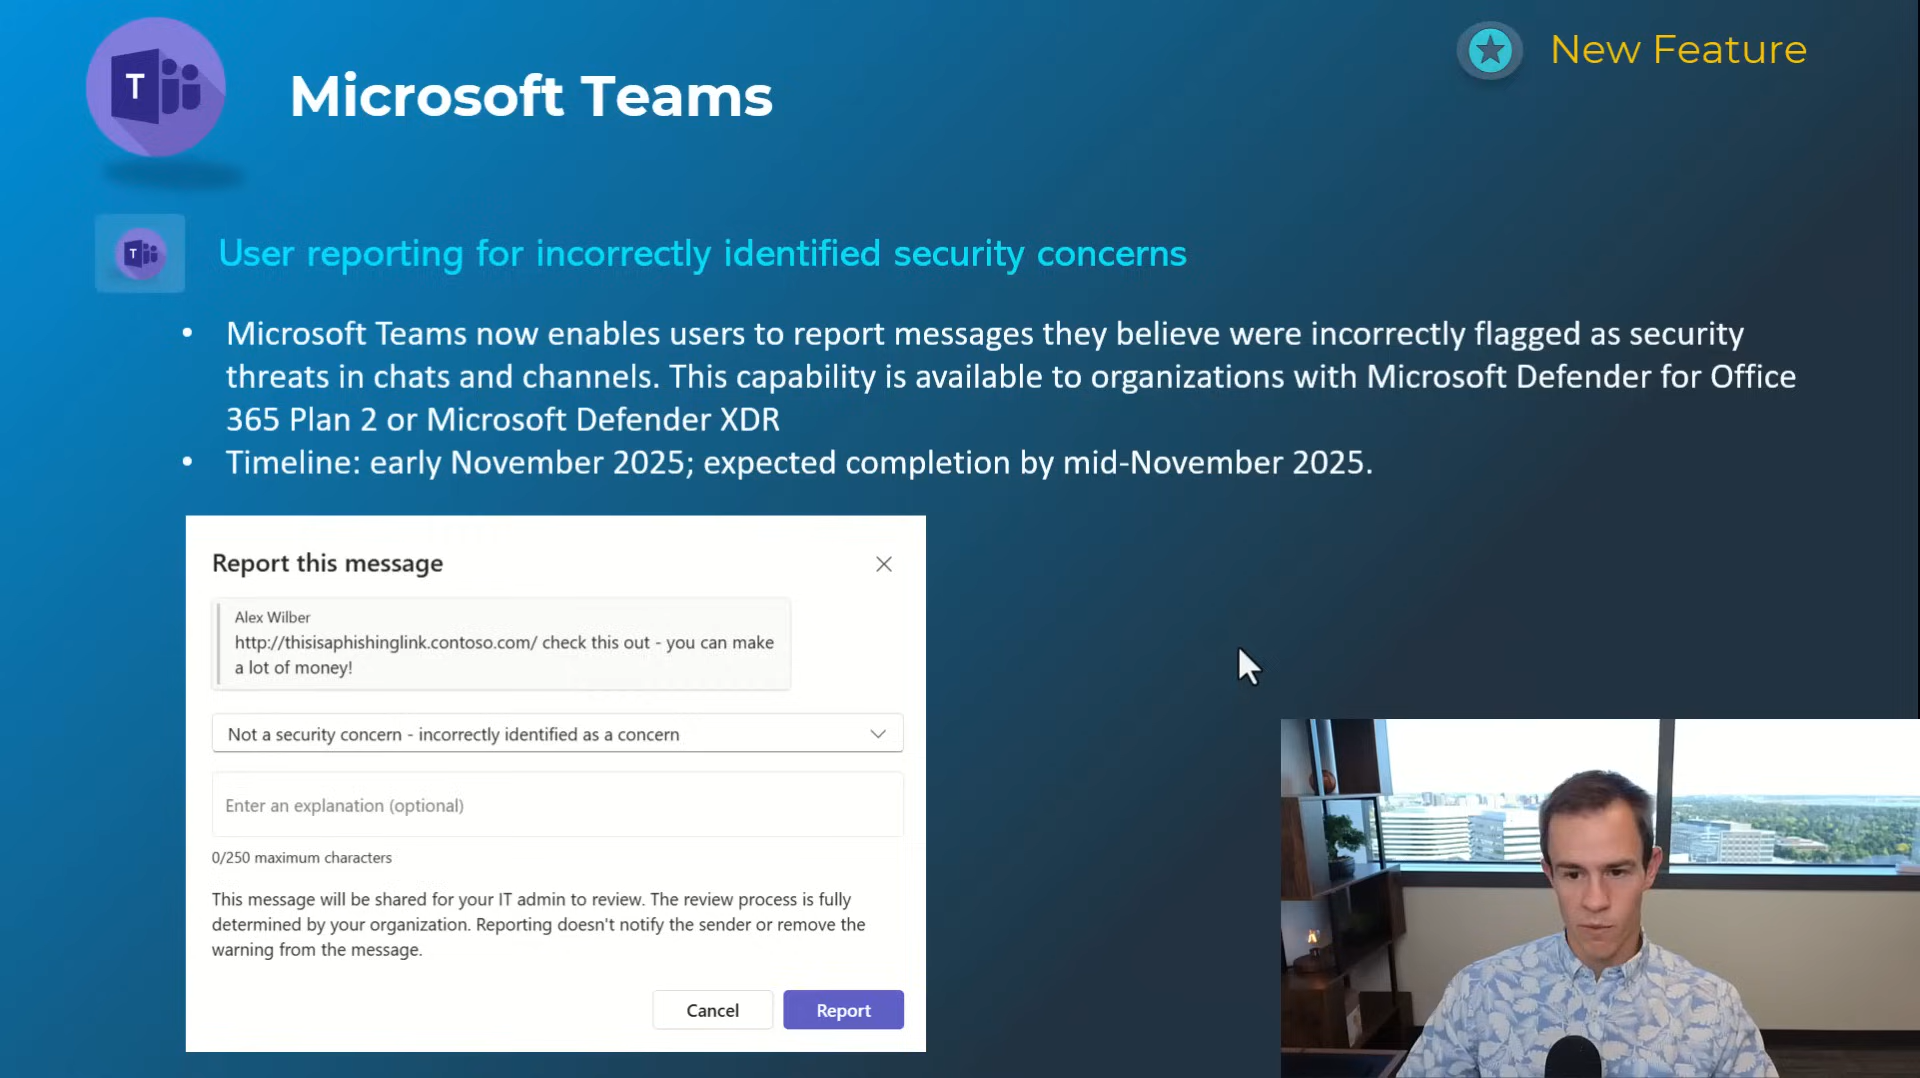 T
Microsoft Teams
New Feature
T
User reporting for incorrectly identified security concerns
• Microsoft Teams now enables users to report messages they believe were incorrectly flagged as security
threats in chats and channels. This capability is available to organizations with Microsoft Defender for Office
365 Plan 2 or Microsoft Defender XDR
• Timeline: early November 2025; expected completion by mid-November 2025.
Report this message
Alex Wilber
http://thisisaphishinglink.contoso.com/ check this out - you can make
a lot of money!
Not a security concern - incorrectly identified as a concern
Enter an explanation (optional)
0/250 maximum characters
This message will be shared for your IT admin to review. The review process is fully
determined by your organization. Reporting doesn't notify the sender or remove the
warning from the message.
Cancel
Report